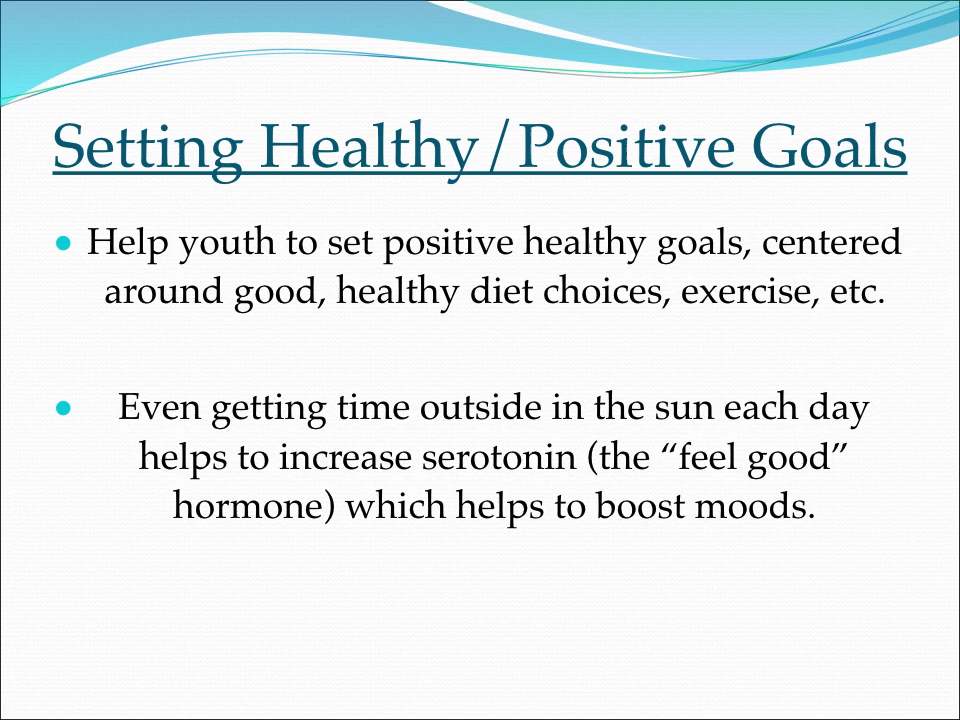 Setting Healthy/Positive Goals
• Help youth to set positive healthy goals, centered
around good, healthy diet choices, exercise, etc.
• Even getting time outside in the sun each day
helps to increase serotonin (the “feel good”
hormone) which helps to boost moods.